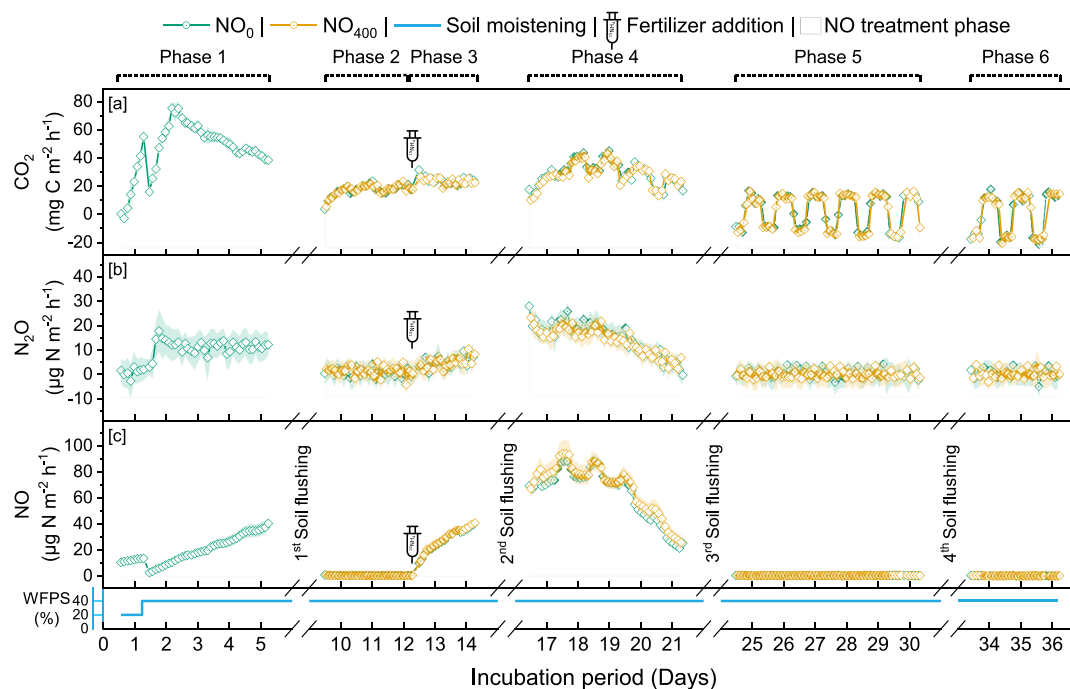 NO₀ | NO₄₀₀ | Soil moistening | Fertilizer addition | NO treatment phase
Phase 1 Phase 2 Phase 3 Phase 4 Phase 5 Phase 6
[a]
CO₂
(mg C m⁻² h⁻¹)
80
60
40
20
0
-20
[b]
N₂O
(µg N m⁻² h⁻¹)
40
30
20
10
0
-10
[c]
NO
(µg N m⁻² h⁻¹)
100
80
60
40
20
0
1st Soil flushing
2nd Soil flushing
3rd Soil flushing
4th Soil flushing
WFPS
(%)
40
20
0 1 2 3 4 5 10 11 12 13 14 17 18 19 20 21 25 26 27 28 29 30 34 35 36
Incubation period (Days)